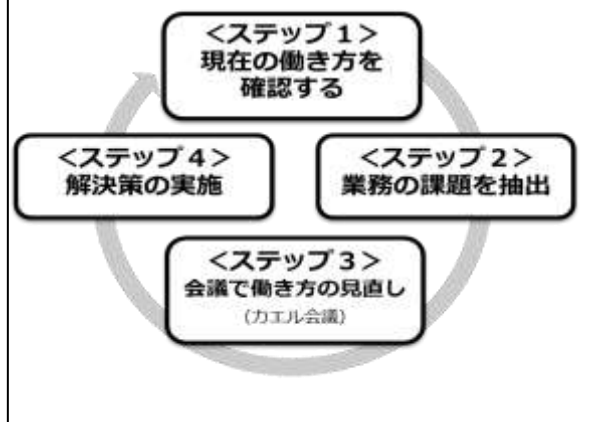 <ステップ1>
現在の働き方を
確認する
<ステップ2>
業務の課題を抽出
<ステップ3>
会議で働き方の見直し
(カエル会議)
<ステップ4>
解決策の実施